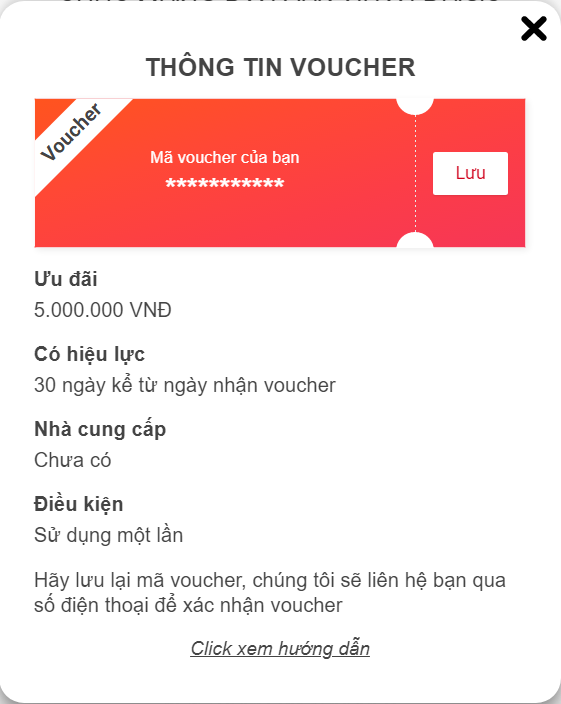 THÔNG TIN VOUCHER
Voucher
Mã voucher của bạn
***********
Lưu
Ưu đãi
5.000.000 VNĐ
Có hiệu lực
30 ngày kể từ ngày nhận voucher
Nhà cung cấp
Chưa có
Điều kiện
Sử dụng một lần
Hãy lưu lại mã voucher, chúng tôi sẽ liên hệ bạn qua
số điện thoại để xác nhận voucher
Click xem hướng dẫn